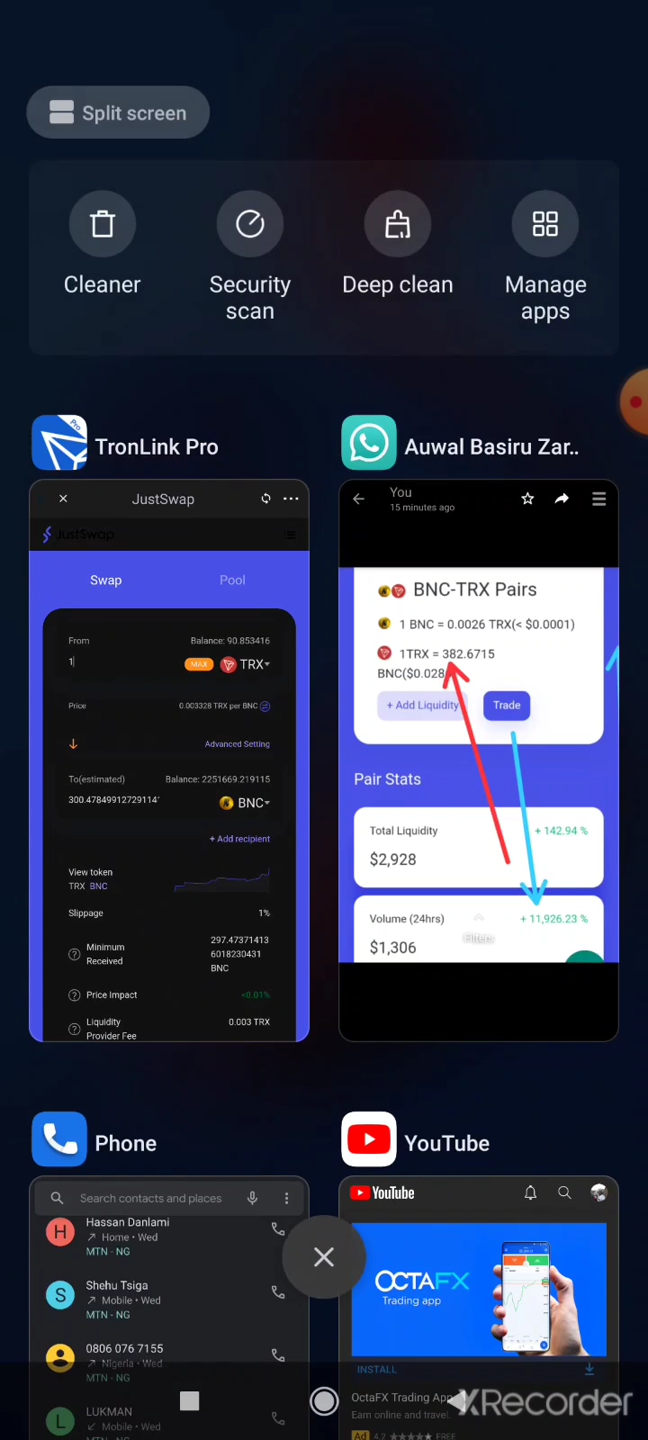 Split screen
Cleaner
Security
scan
Deep clean
Manage
apps
TronLink Pro
Pro
JustSwap
JustSwap
Swap
Pool
From
Balance: 90.853416
1
MAX
TRX
Price
0.003328 TRX per BNC
Advanced Setting
To(estimated)
Balance: 2251669.219115
300.47849912729114
BNC
+ Add recipient
View token
TRX BNC
Slippage
1%
Minimum
Received
297.47371413
6018230431
BNC
Price Impact
<0.01%
Liquidity
Provider Fee
0.003 TRX
Auwal Basiru Zar..
You
15 minutes ago
BNC-TRX Pairs
1 BNC = 0.0026 TRX(< $0.0001)
1TRX = 382.6715
BNC($0.028
+ Add Liquidity
Trade
Pair Stats
Total Liquidity
+ 142.94 %
$2,928
Volume (24hrs)
+ 11,926.23 %
$1,306
Filters
Phone
Search contacts and places
H
Hassan Danlami
Home • Wed
MTN - NG
S
Shehu Tsiga
Mobile • Wed
MTN - NG
0806 076 7155
Nigeria • Wed
MTN - NG
L
LUKMAN
Mobile • Wed
YouTube
YouTube
OCTAFX
Trading app
INSTALL
OctaFX Trading App
Earn online and travel.
Ad 4.2 ★★★★★ FREE
XRecorder